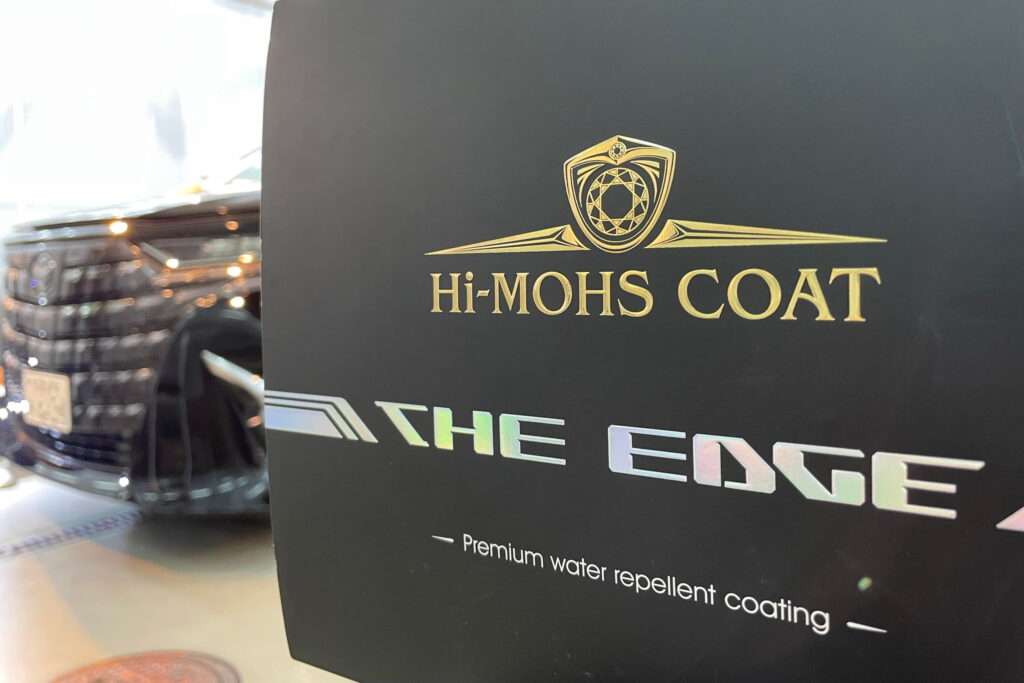 Hi-MOHS COAT
THE EDGE
Premium water repellent coating